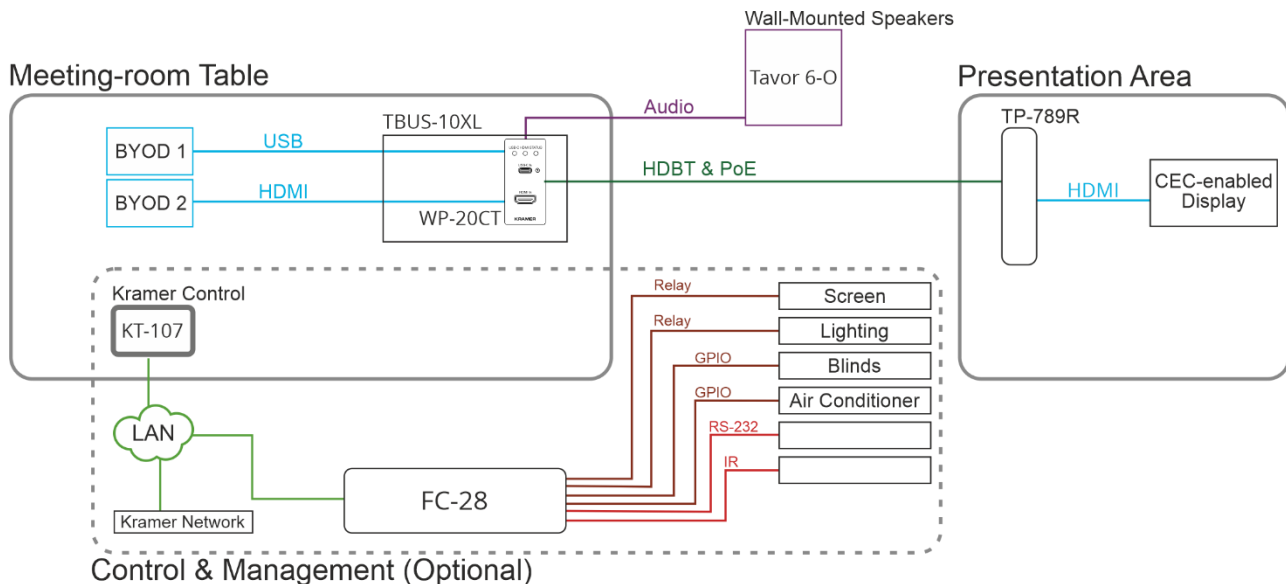 Wall-Mounted Speakers
Meeting-room Table
Tavor 6-O
Presentation Area
Audio
TBUS-10XL
TP-789R
BYOD 1
USB
HDBT & PoE
BYOD 2
HDMI
HDMI
CEC-enabled
Display
WP-20CT
KRAMER
Kramer Control
KT-107
Relay
Screen
Relay
Lighting
GPIO
Blinds
GPIO
Air Conditioner
LAN
RS-232
IR
FC-28
Kramer Network
Control & Management (Optional)